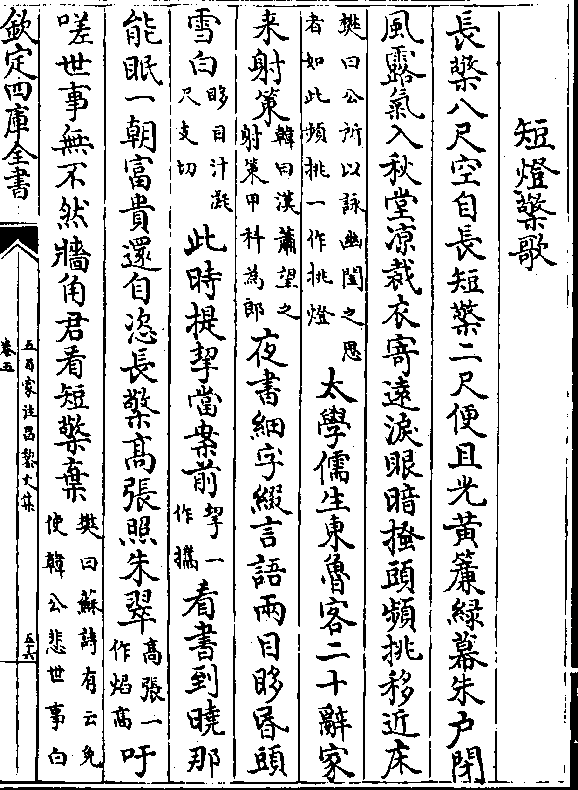 短燈檠歌
長檠八尺空自長短檠二尺便且光黃簾緑幕朱户閉
風露氣入秋堂凉裁衣寄遠淚眼暗搔頭頻挑移近床
樊曰公所以詠幽閨之思
者如此頻挑一作挑燈
太學儒生東魯客二十辭家
来射策
韓曰漢蕭望之
射策甲科為郎
夜書細字綴言語兩目眵昏頭
雪白
眵目汁凝
尺支切
此時提挈當案前
挈一
作攜
看書到曉那
能眠一朝富貴還自恣長檠高張照朱翠
高張一
作焰高
吁
嗟世事無不然牆角君看短檠棄
樊曰蘇詩有云免
使韓公悲世事白
欽定四庫全書
五百家注昌黎文集
卷五
五六